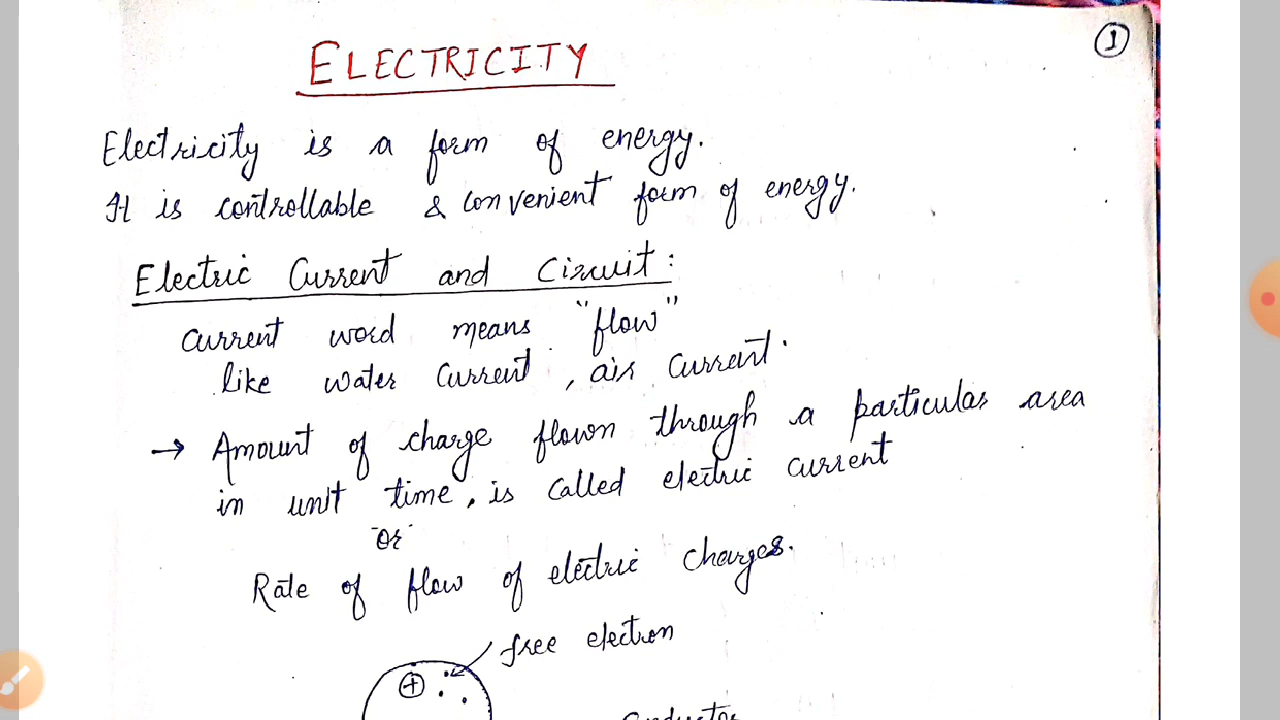 ①
ELECTRICITY
Electricity is a form of energy.
It is controllable & convenient form of energy.
Electric Current and Circuit:
Current word means "flow"
like water current, air current.
→ Amount of charge flown through a particular area
in unit time, is called electric current
or
Rate of flow of electric charges.
free electron
+